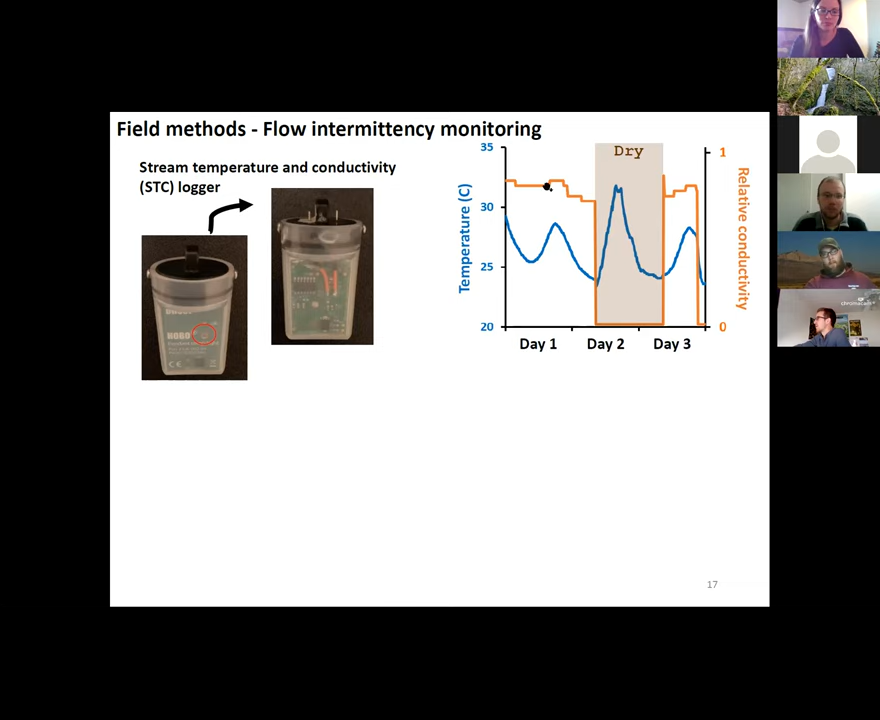 Field methods - Flow intermittency monitoring
Stream temperature and conductivity
(STC) logger
HOBO
CE
Temperature (C)
35
30
25
20
Dry
Day 1
Day 2
Day 3
1
0
Relative conductivity
17